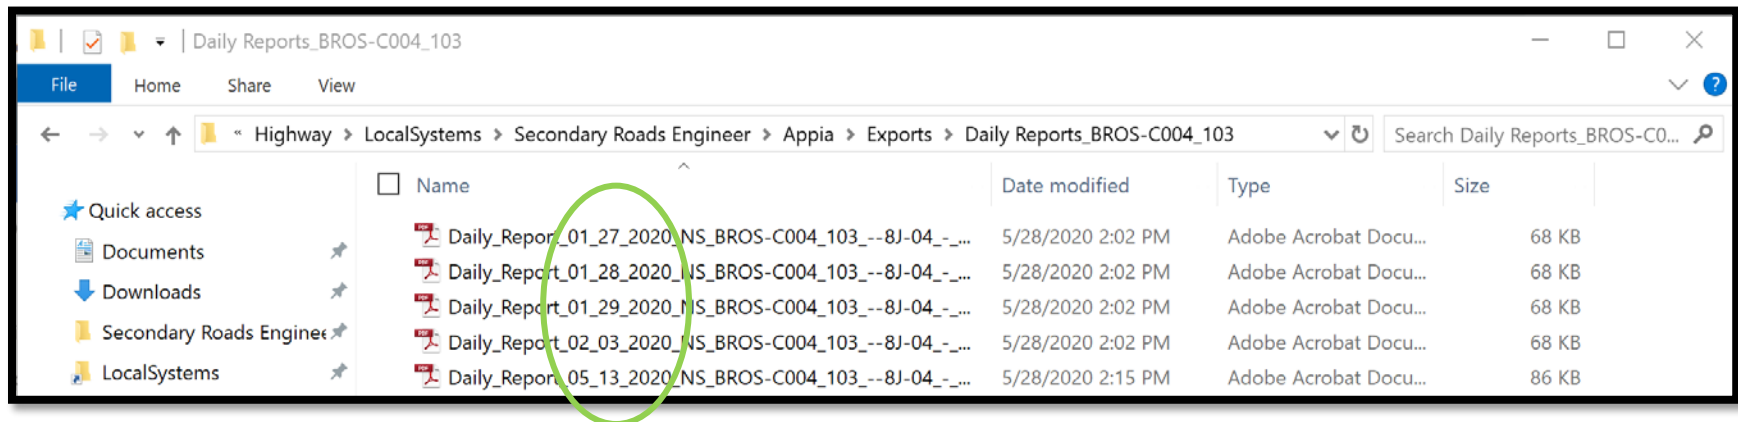 Daily Reports_BROS-C004_103
File Home Share View
« Highway > LocalSystems > Secondary Roads Engineer > Appia > Exports > Daily Reports_BROS-C004_103 Search Daily Reports_BROS-C0...
Name Date modified Type Size
Quick access
Documents
Downloads
Secondary Roads Enginee
LocalSystems
Daily_Report_01_27_2020_NS_BROS-C004_103_--8J-04_-_... 5/28/2020 2:02 PM Adobe Acrobat Docu... 68 KB
Daily_Report_01_28_2020_NS_BROS-C004_103_--8J-04_-_... 5/28/2020 2:02 PM Adobe Acrobat Docu... 68 KB
Daily_Report_01_29_2020_NS_BROS-C004_103_--8J-04_-_... 5/28/2020 2:02 PM Adobe Acrobat Docu... 68 KB
Daily_Report_02_03_2020_NS_BROS-C004_103_--8J-04_-_... 5/28/2020 2:02 PM Adobe Acrobat Docu... 68 KB
Daily_Report_05_13_2020_NS_BROS-C004_103_--8J-04_-_... 5/28/2020 2:15 PM Adobe Acrobat Docu... 86 KB